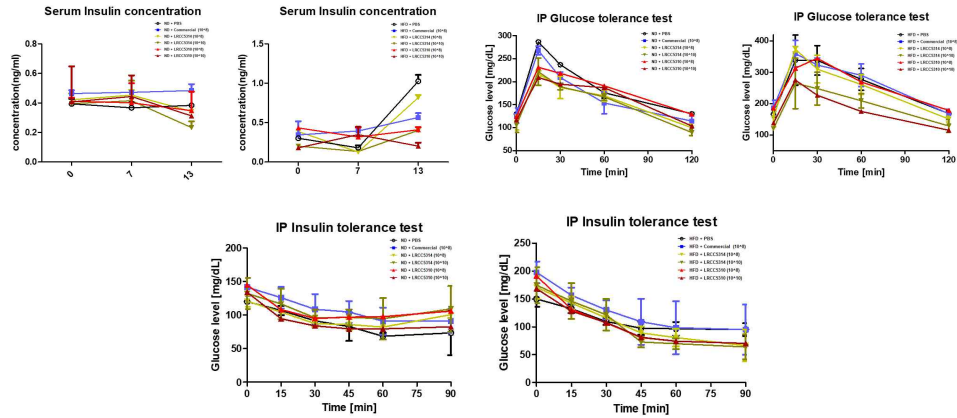 Serum Insulin concentration
concentration(ng/ml)
0.8
0.6
0.4
0.2
0.0
0
7
13
ND + PBS
ND + Commercial (10^8)
ND + LRCC5314 (10^8)
ND + LRCC5314 (10^10)
ND + LRCC5310 (10^8)
ND + LRCC5310 (10^10)
Serum Insulin concentration
concentration(ng/ml)
1.5
1.0
0.5
0.0
0
7
13
HFD + PBS
HFD + Commercial (10^8)
HFD + LRCC5314 (10^8)
HFD + LRCC5314 (10^10)
HFD + LRCC5310 (10^8)
HFD + LRCC5310 (10^10)
IP Glucose tolerance test
Glucose level [mg/dL]
300
250
200
150
100
50
0
30
60
90
120
Time [min]
ND + PBS
ND + Commercial (10^8)
ND + LRCC5314 (10^8)
ND + LRCC5314 (10^10)
ND + LRCC5310 (10^8)
ND + LRCC5310 (10^10)
IP Glucose tolerance test
Glucose level [mg/dL]
400
300
200
100
0
30
60
90
120
Time [min]
HFD + PBS
HFD + Commercial (10^8)
HFD + LRCC5314 (10^8)
HFD + LRCC5314 (10^10)
HFD + LRCC5310 (10^8)
HFD + LRCC5310 (10^10)
IP Insulin tolerance test
Glucose level [mg/dL]
200
150
100
50
0
0
15
30
45
60
75
90
Time [min]
ND + PBS
ND + Commercial (10^8)
ND + LRCC5314 (10^8)
ND + LRCC5314 (10^10)
ND + LRCC5310 (10^8)
ND + LRCC5310 (10^10)
IP Insulin tolerance test
Glucose level [mg/dL]
250
200
150
100
50
0
0
15
30
45
60
75
90
Time [min]
HFD + PBS
HFD + Commercial (10^8)
HFD + LRCC5314 (10^8)
HFD + LRCC5314 (10^10)
HFD + LRCC5310 (10^8)
HFD + LRCC5310 (10^10)